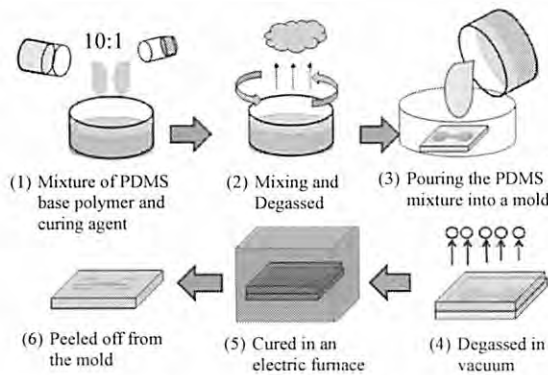 10:1
(1) Mixture of PDMS
base polymer and
curing agent
(2) Mixing and
Degassed
(3) Pouring the PDMS
mixture into a mold
(6) Peeled off from
the mold
(5) Cured in an
electric furnace
(4) Degassed in
vacuum